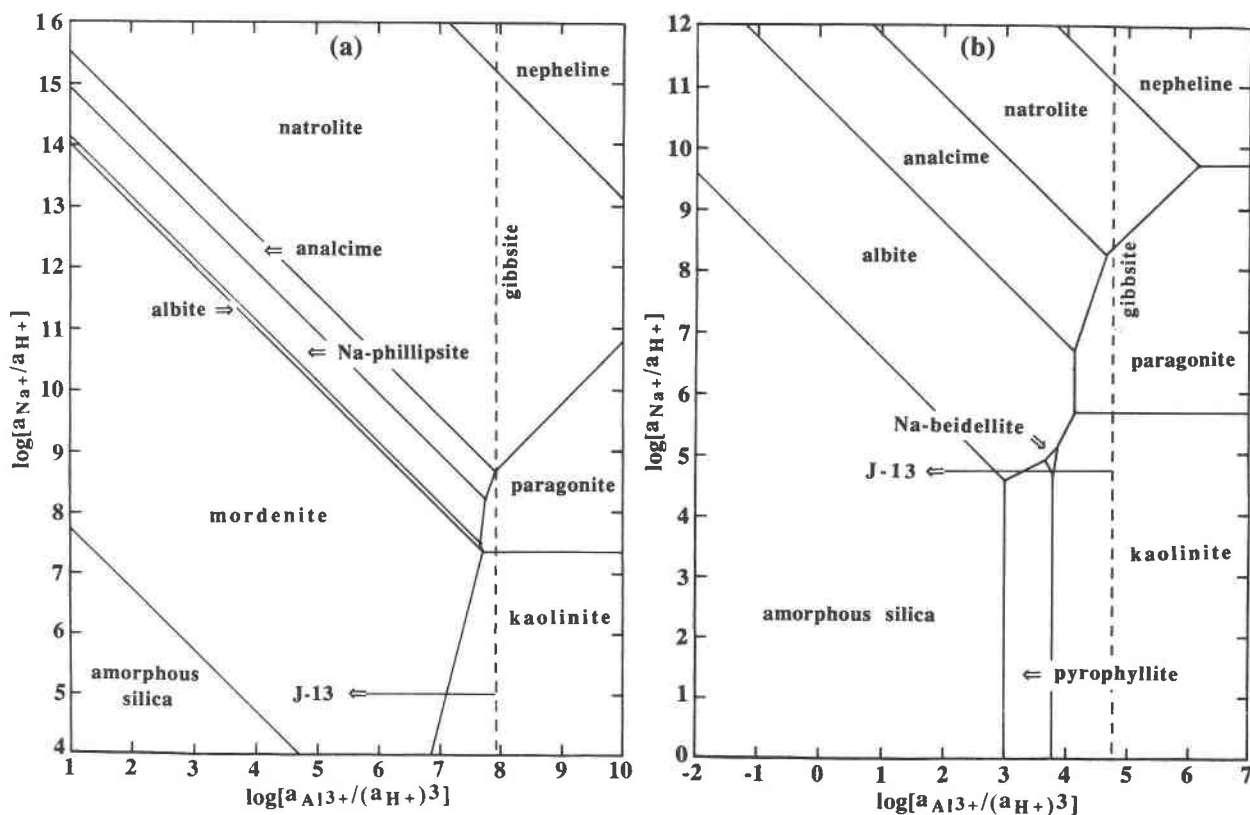 (a)
16
15
14
13
12
11
10
9
8
7
6
5
4
log[aNa+/aH+]
nepheline
natrolite
⇐ analcime
gibbsite
albite ⇒
⇐ Na-phillipsite
paragonite
mordenite
kaolinite
amorphous
silica
J-13 ⇐
1 2 3 4 5 6 7 8 9 10
log[aAl3+/(aH+)3]
(b)
12
11
10
9
8
7
6
5
4
3
2
1
0
log[aNa+/aH+]
nepheline
natrolite
analcime
albite
gibbsite
paragonite
Na-beidellite ⇒
J-13 ⇐
kaolinite
amorphous silica
⇐ pyrophyllite
-2 -1 0 1 2 3 4 5 6 7
log[aAl3+/(aH+)3]